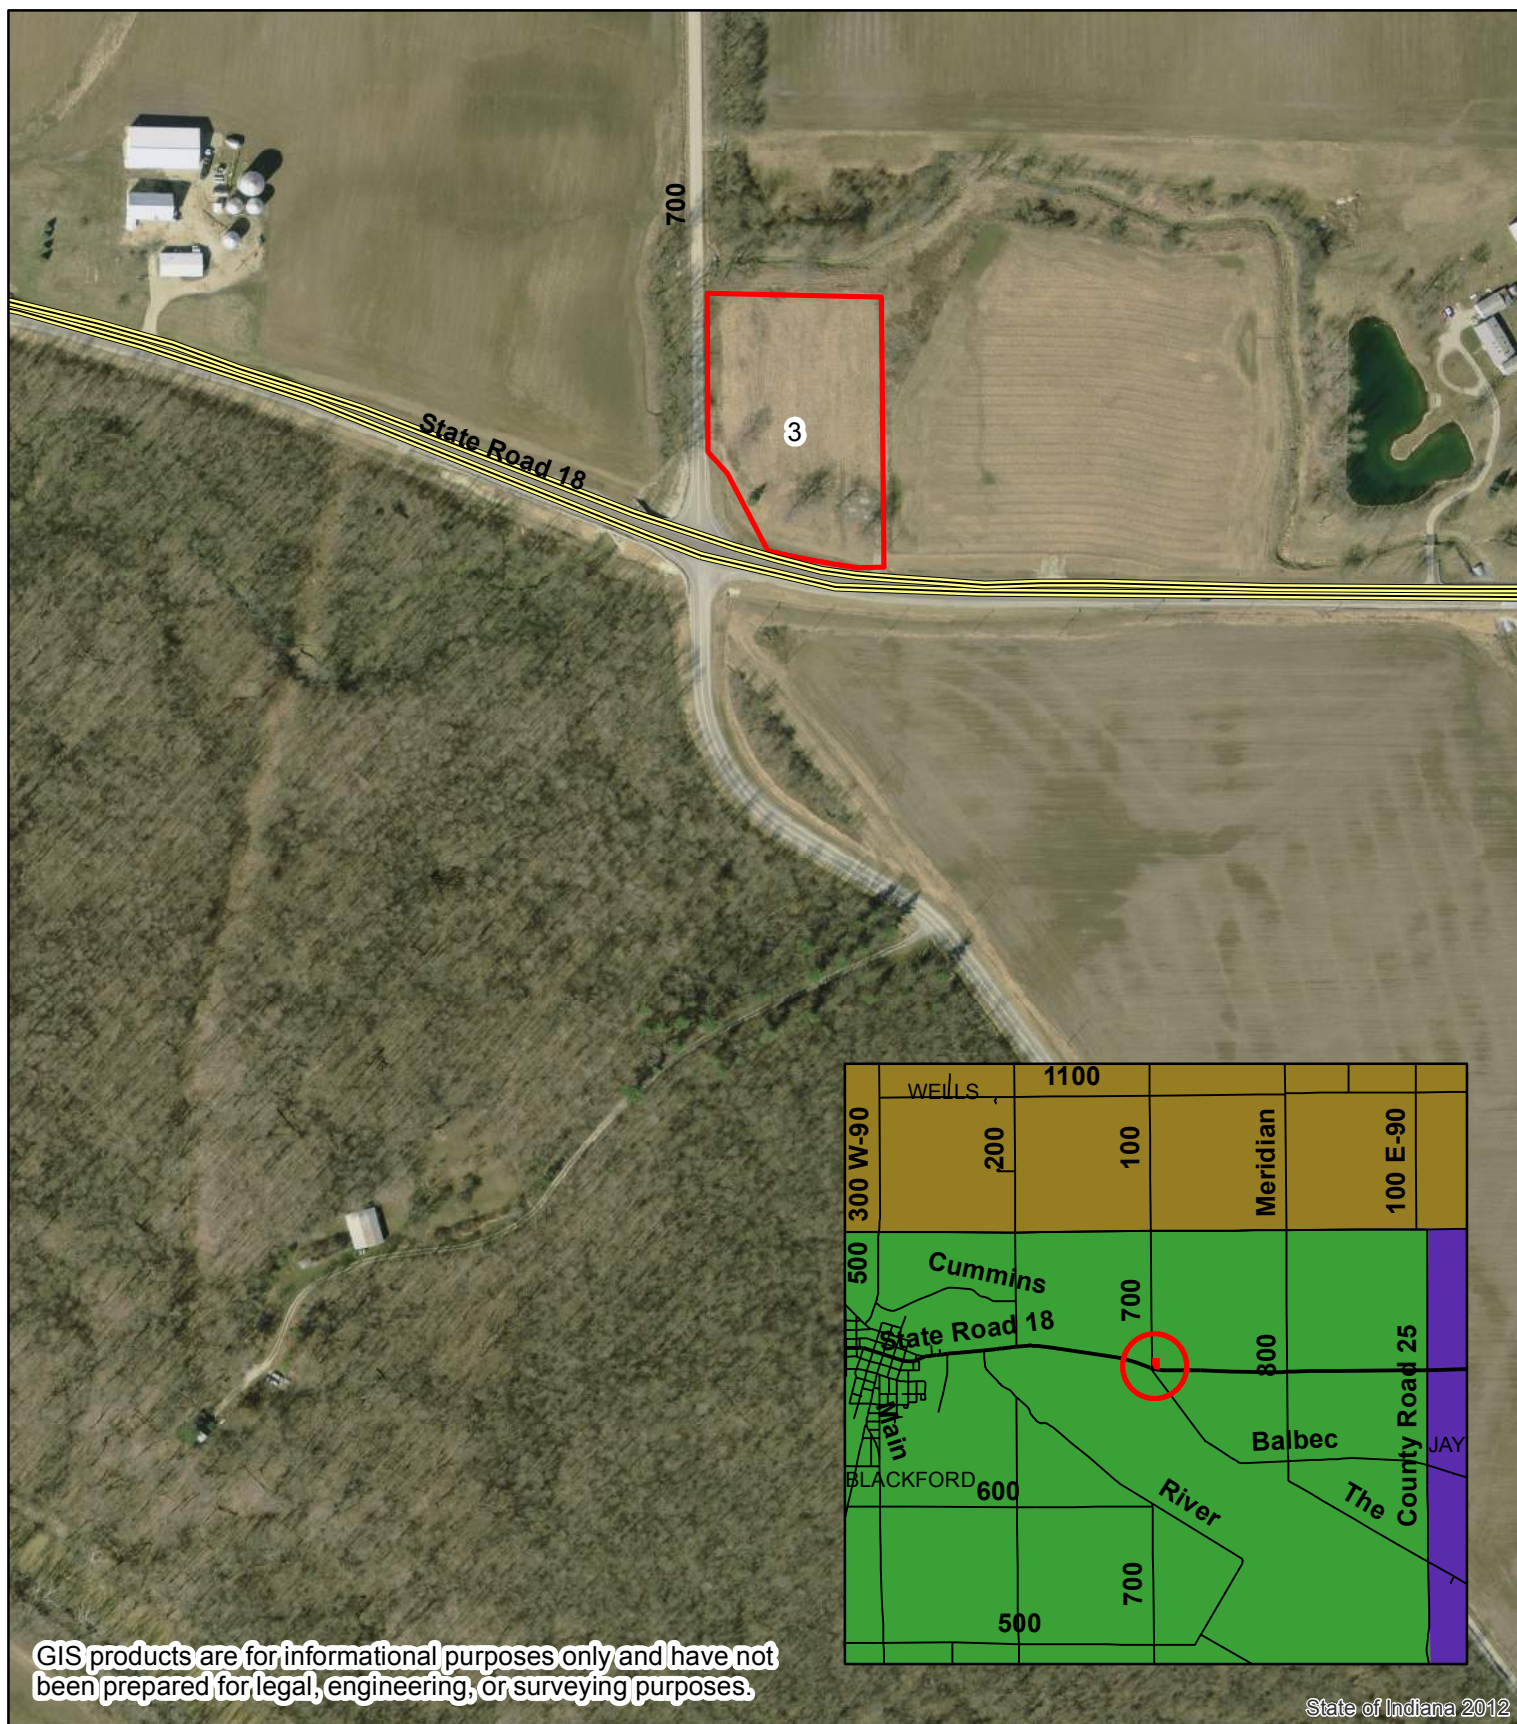 700
State Road 18
3
1100
WELLS
300 W-90
200
100
Meridian
100 E-90
500
Cummins
700
State Road 18
800
County Road 25
Main
Balbec
JAY
BLACKFORD
600
River
The
700
500
GIS products are for informational purposes only and have not
been prepared for legal, engineering, or surveying purposes.
State of Indiana 2012